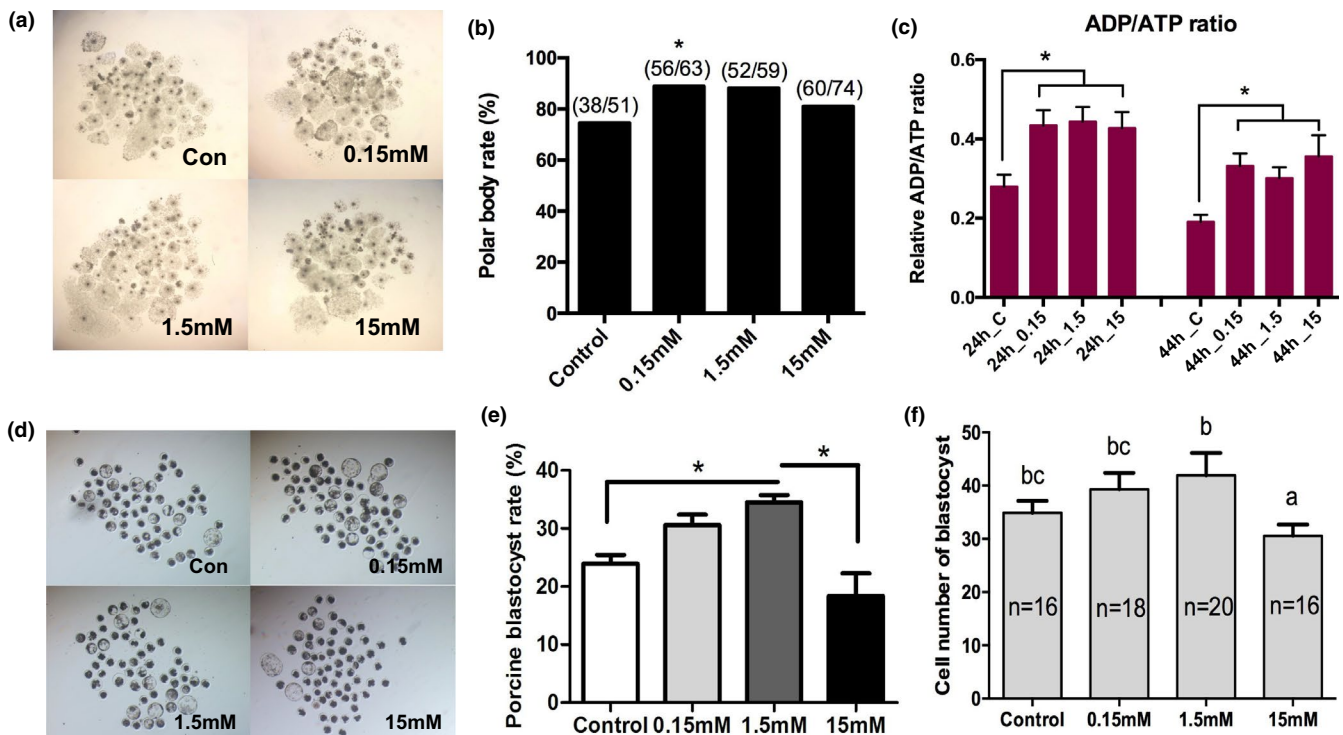 (a)
Con
0.15mM
1.5mM
15mM
(b)
Polar body rate (%)
100
80
60
40
20
0
*
(38/51)
(56/63)
(52/59)
(60/74)
Control
0.15mM
1.5mM
15mM
(c)
ADP/ATP ratio
Relative ADP/ATP ratio
0.6
0.4
0.2
0.0
*
*
24h_C
24h_0.15
24h_1.5
24h_15
44h_C
44h_0.15
44h_1.5
44h_15
(d)
Con
0.15mM
1.5mM
15mM
(e)
Porcine blastocyst rate (%)
40
30
20
10
0
*
*
Control
0.15mM
1.5mM
15mM
(f)
Cell number of blastocyst
50
40
30
20
10
0
bc
bc
b
a
n=16
n=18
n=20
n=16
Control
0.15mM
1.5mM
15mM